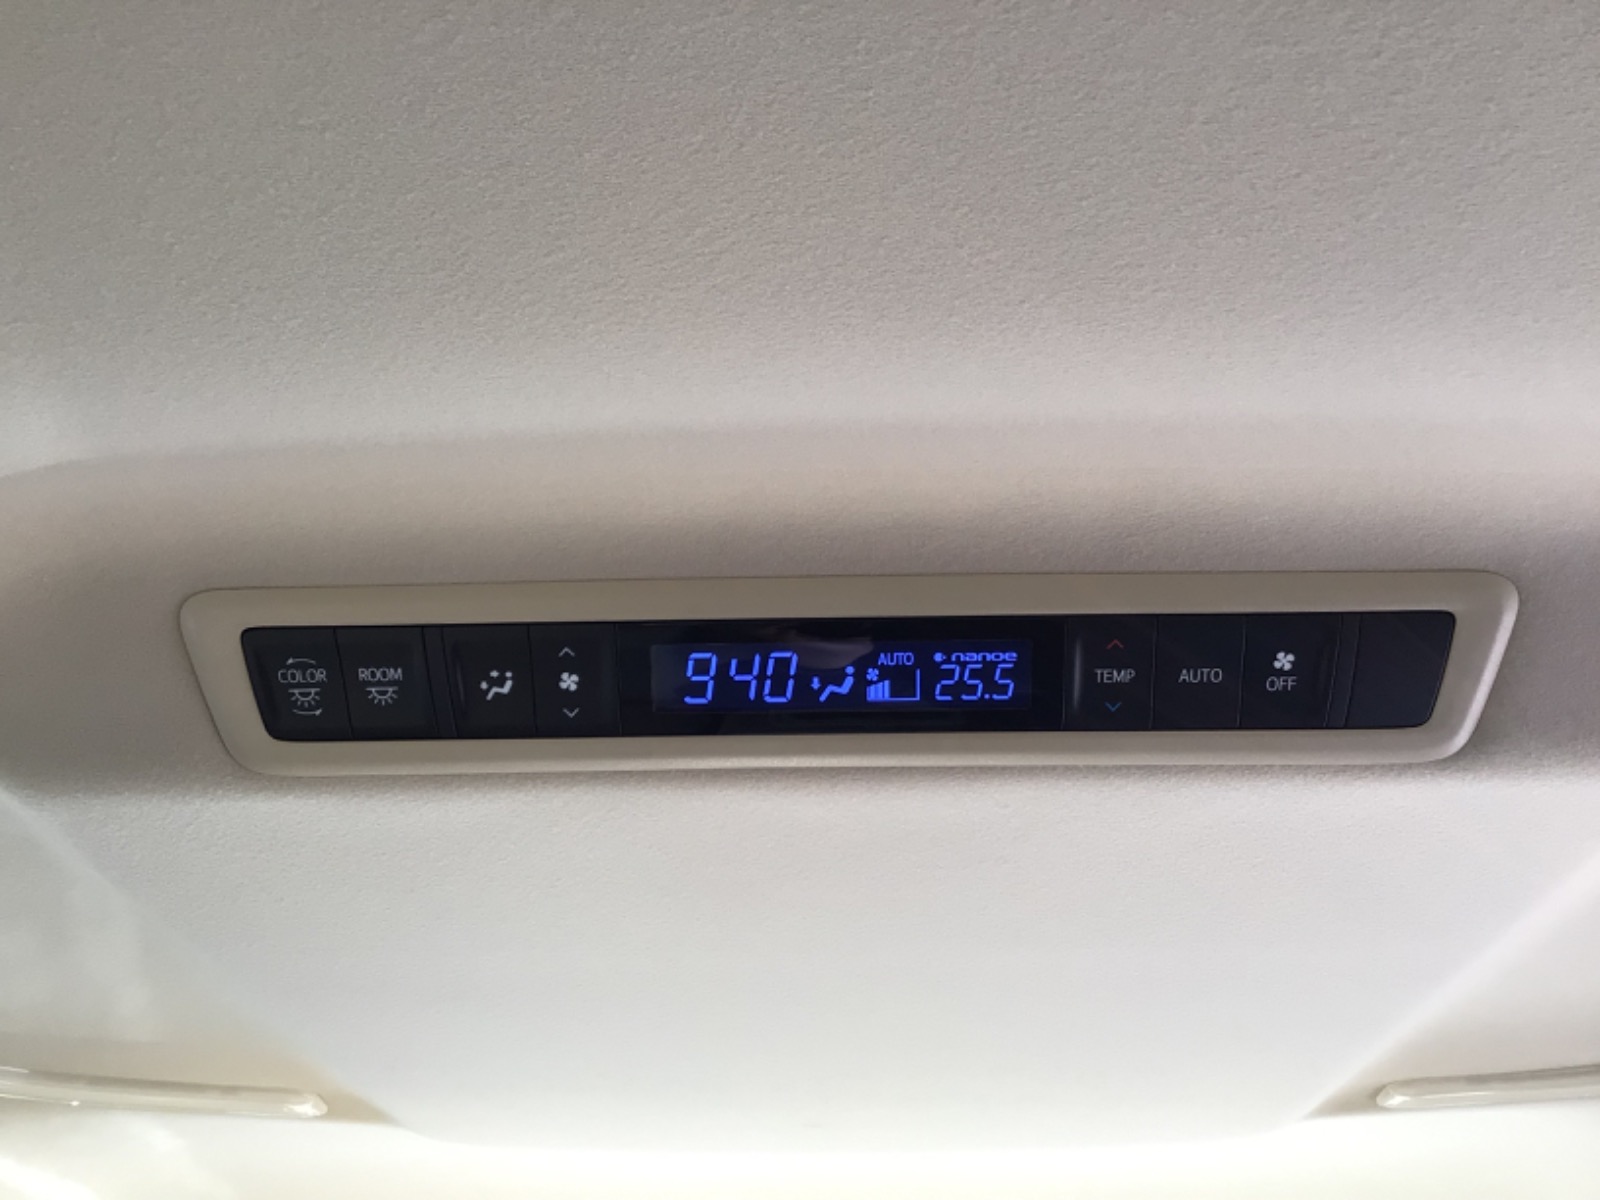 COLOR
ROOM
940
AUTO
nanoe
25.5
TEMP
AUTO
OFF